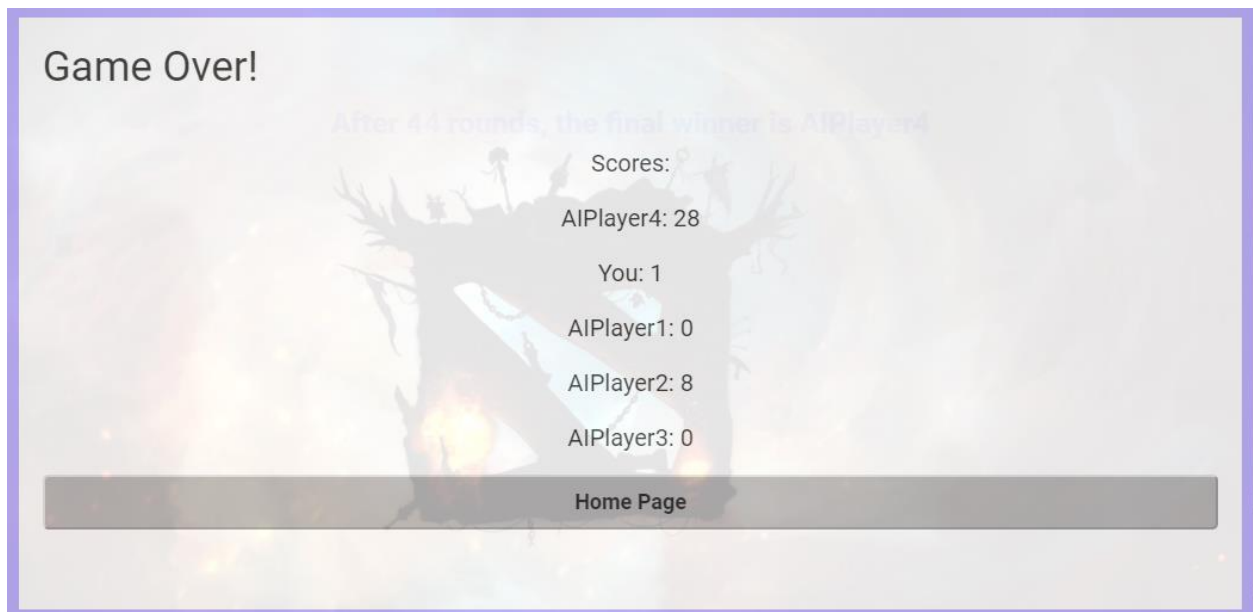 Game Over!
After 44 rounds, the final winner is AIPlayer4
Scores:
AIPlayer4: 28
You: 1
AIPlayer1: 0
AIPlayer2: 8
AIPlayer3: 0
Home Page